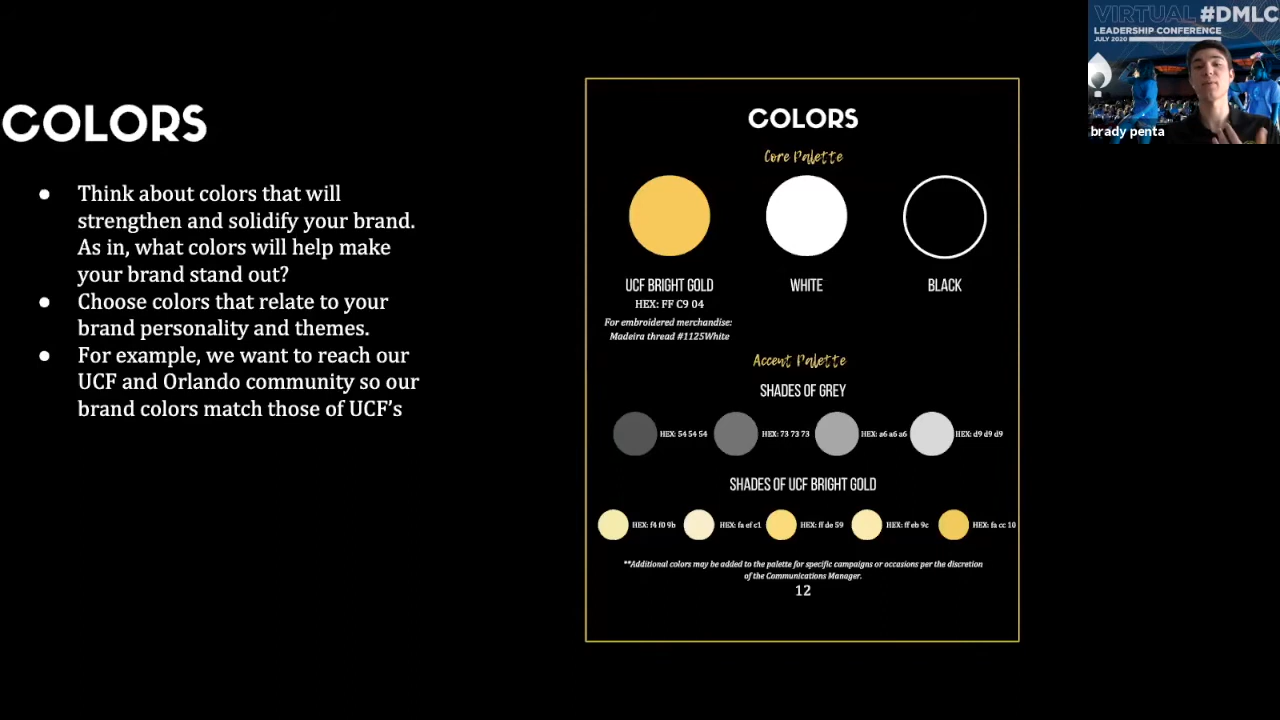 COLORS
● Think about colors that will
strengthen and solidify your brand.
As in, what colors will help make
your brand stand out?
● Choose colors that relate to your
brand personality and themes.
● For example, we want to reach our
UCF and Orlando community so our
brand colors match those of UCF's
COLORS
Core Palette
UCF BRIGHT GOLD
HEX: FF C9 04
For embroidered merchandise:
Madeira thread #1125White
WHITE
BLACK
Accent Palette
SHADES OF GREY
HEX: 54 54 54
HEX: 73 73 73
HEX: a6 a6 a6
HEX: d9 d9 d9
SHADES OF UCF BRIGHT GOLD
HEX: f4 f0 9b
HEX: fa ef c1
HEX: ff de 59
HEX: ff eb 9c
HEX: fa cc 10
**Additional colors may be added to the palette for specific campaigns or occasions per the discretion
of the Communications Manager.
12
VIRTUAL #DMLC
LEADERSHIP CONFERENCE
JULY 2020
brady penta